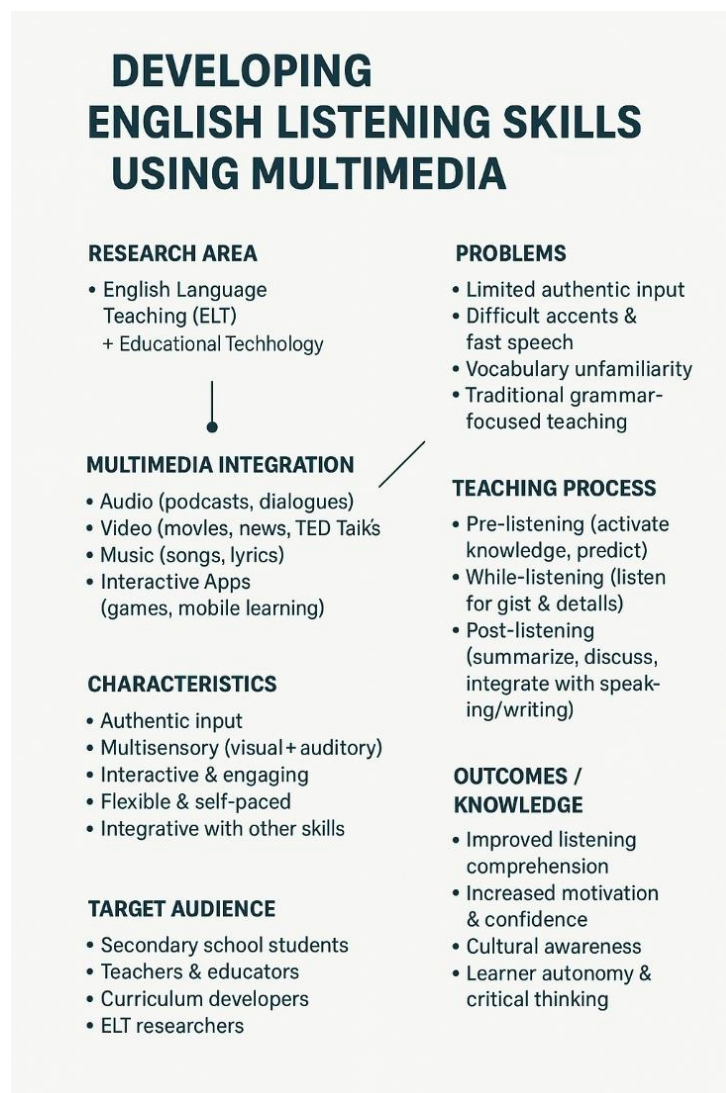 DEVELOPING
ENGLISH LISTENING SKILLS
USING MULTIMEDIA
RESEARCH AREA
• English Language
Teaching (ELT)
+ Educational Techhology
MULTIMEDIA INTEGRATION
• Audio (podcasts, dialogues)
• Video (movles, news, TED Taiks
• Music (songs, lyrics)
• Interactive Apps
(games, mobile learning)
CHARACTERISTICS
• Authentic input
• Multisensory (visual + auditory)
• Interactive & engaging
• Flexible & self-paced
• Integrative with other skills
TARGET AUDIENCE
• Secondary school students
• Teachers & educators
• Curriculum developers
• ELT researchers
PROBLEMS
• Limited authentic input
• Difficult accents &
fast speech
• Vocabulary unfamiliarity
• Traditional grammar-
focused teaching
TEACHING PROCESS
• Pre-listening (activate
knowledge, predict)
• While-listening (listen
for gist & detalls)
• Post-listening
(summarize, discuss,
integrate with speak-
ing/writing)
OUTCOMES /
KNOWLEDGE
• Improved listening
comprehension
• Increased motivation
& confidence
• Cultural awareness
• Learner autonomy &
critical thinking